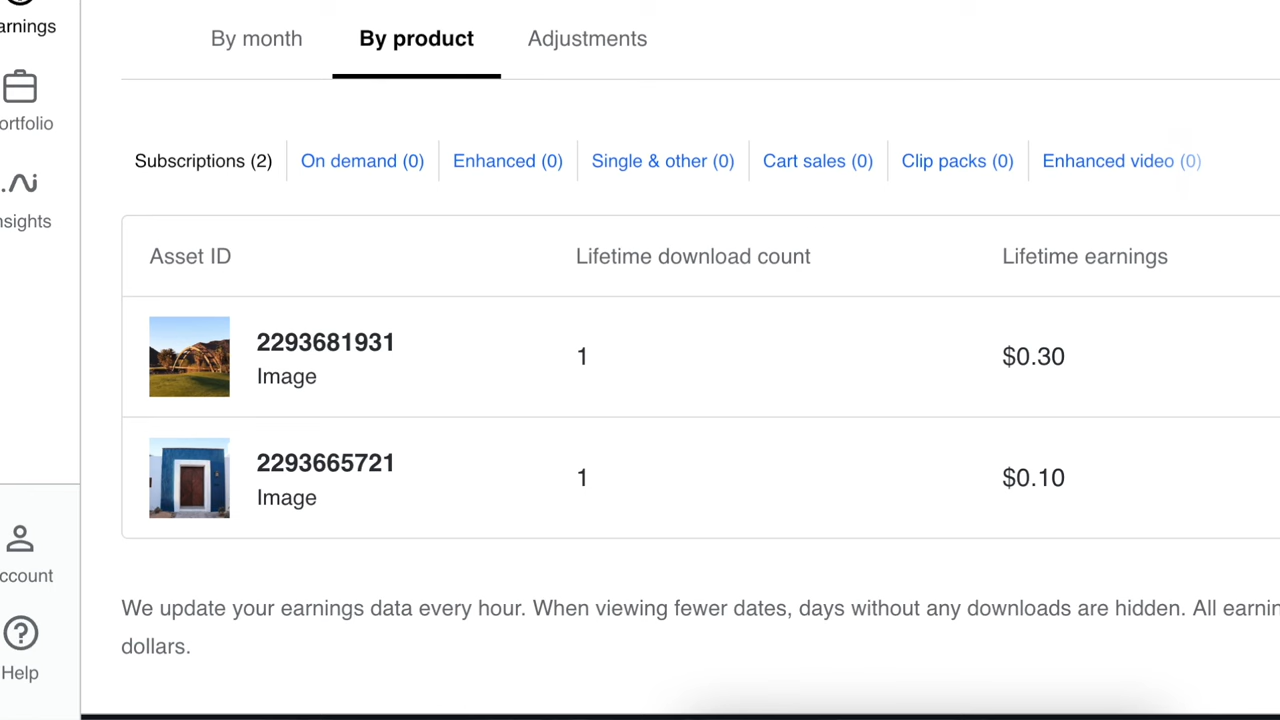 arnings
By month
By product
Adjustments
ortfolio
Subscriptions (2)
On demand (0)
Enhanced (0)
Single & other (0)
Cart sales (0)
Clip packs (0)
Enhanced video (0)
nsights
Asset ID
Lifetime download count
Lifetime earnings
2293681931
Image
1
$0.30
2293665721
Image
1
$0.10
ccount
We update your earnings data every hour. When viewing fewer dates, days without any downloads are hidden. All earnin
dollars.
Help